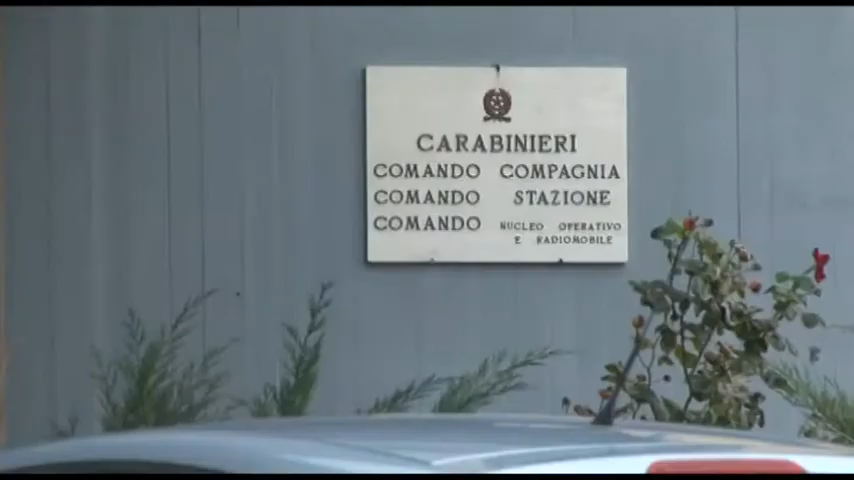 CARABINIERI
COMANDO COMPAGNIA
COMANDO STAZIONE
COMANDO NUCLEO OPERATIVO
E RADIOMOBILE